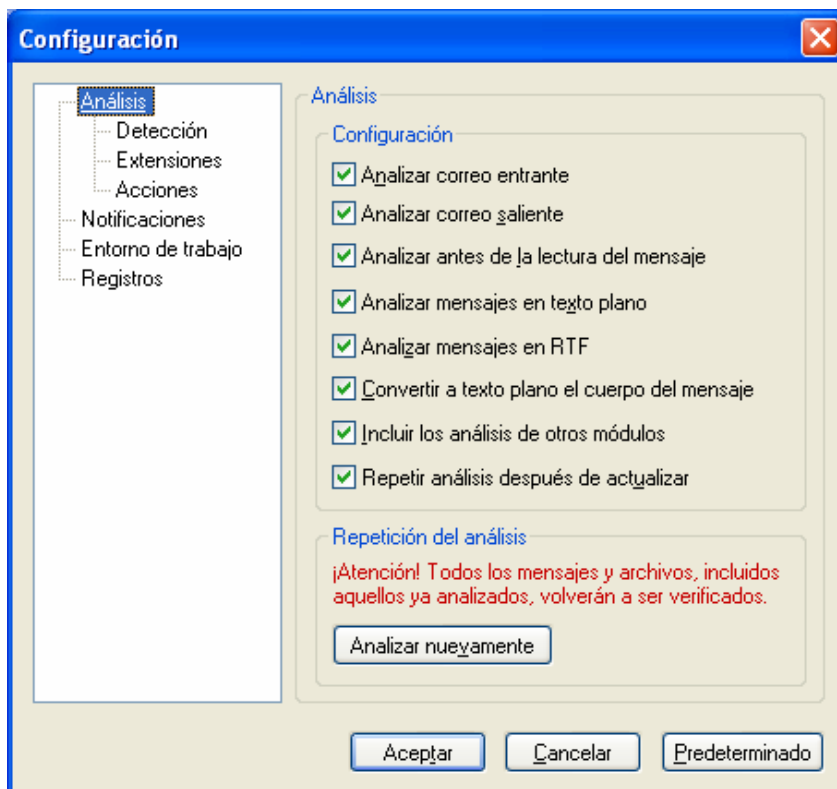 Configuración
Análisis
Detección
Extensiones
Acciones
Notificaciones
Entorno de trabajo
Registros
Análisis
Configuración
Analizar correo entrante
Analizar correo saliente
Analizar antes de la lectura del mensaje
Analizar mensajes en texto plano
Analizar mensajes en RTF
Convertir a texto plano el cuerpo del mensaje
Incluir los análisis de otros módulos
Repetir análisis después de actualizar
Repetición del análisis
¡Atención! Todos los mensajes y archivos, incluidos
aquellos ya analizados, volverán a ser verificados.
Analizar nuevamente
Aceptar
Cancelar
Predeterminado